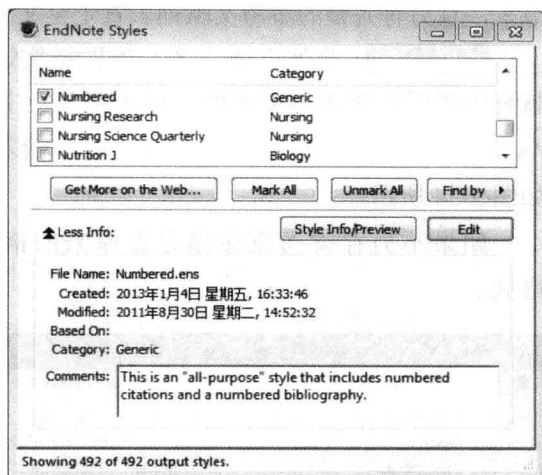 EndNote Styles
Name Category
Numbered Generic
Nursing Research Nursing
Nursing Science Quarterly Nursing
Nutrition J Biology
Get More on the Web... Mark All Unmark All Find by
Less Info: Style Info/Preview Edit
File Name: Numbered.ens
Created: 2013年1月4日 星期五, 16:33:46
Modified: 2011年8月30日 星期二, 14:52:32
Based On:
Category: Generic
Comments: This is an "all-purpose" style that includes numbered
citations and a numbered bibliography.
Showing 492 of 492 output styles.